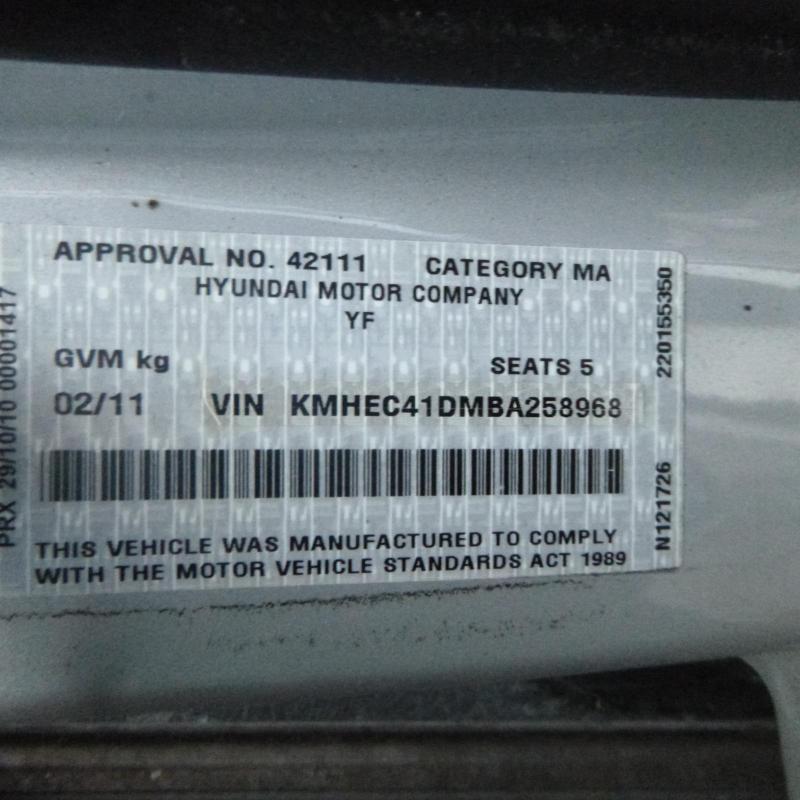 APPROVAL NO. 42111 CATEGORY MA
HYUNDAI MOTOR COMPANY
YF
GVM kg SEATS 5
02/11 VIN KMHEC41DMBA258968
THIS VEHICLE WAS MANUFACTURED TO COMPLY
WITH THE MOTOR VEHICLE STANDARDS ACT 1989
PRX 29/10/10 00001417
220155350
N121726